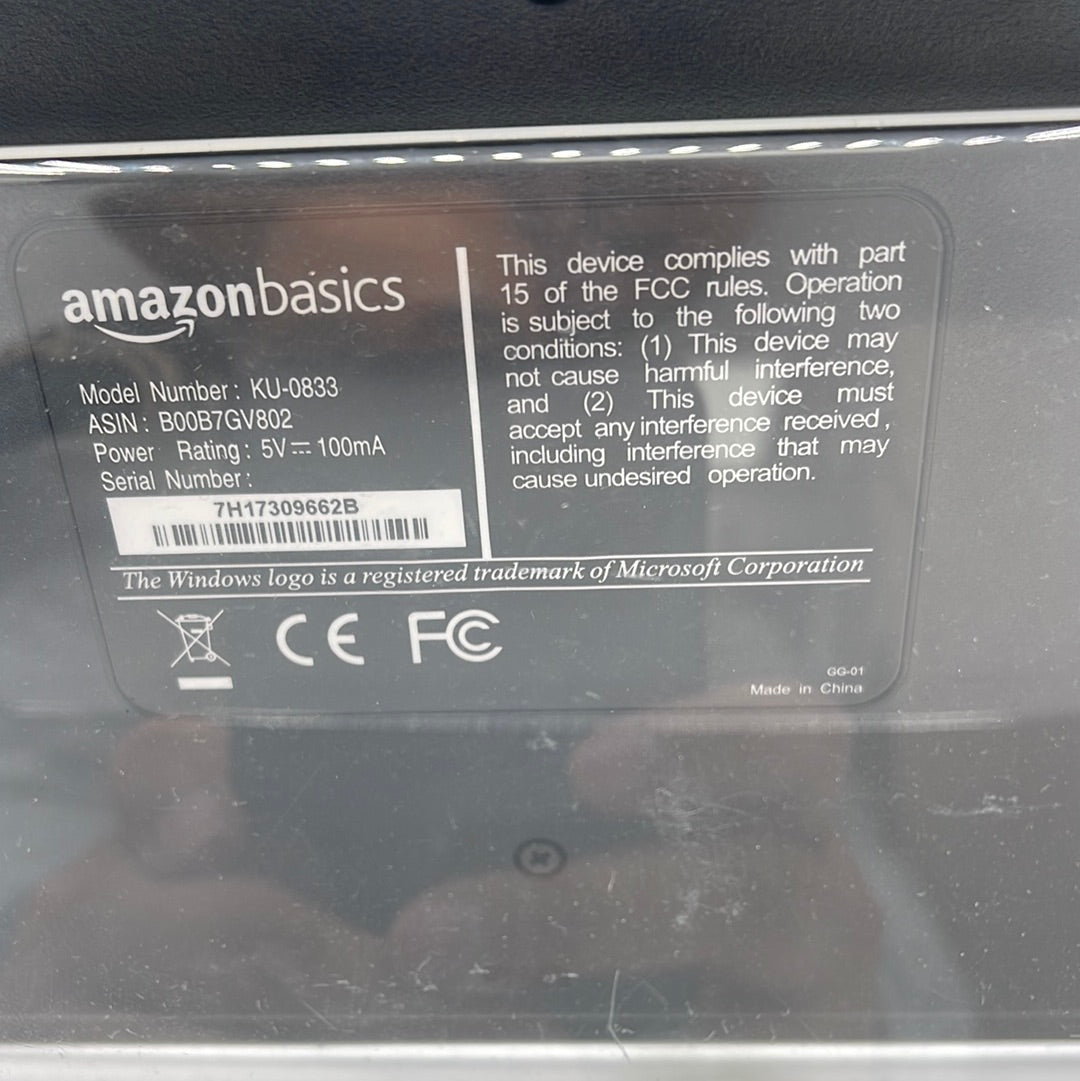 amazonbasics
Model Number: KU-0833
ASIN: B00B7GV802
Power Rating: 5V⎓100mA
Serial Number:
7H17309662B
This device complies with part
15 of the FCC rules. Operation
is subject to the following two
conditions: (1) This device may
not cause harmful interference,
and (2) This device must
accept any interference received,
including interference that may
cause undesired operation.
The Windows logo is a registered trademark of Microsoft Corporation
CE FC
GG-01
Made in China